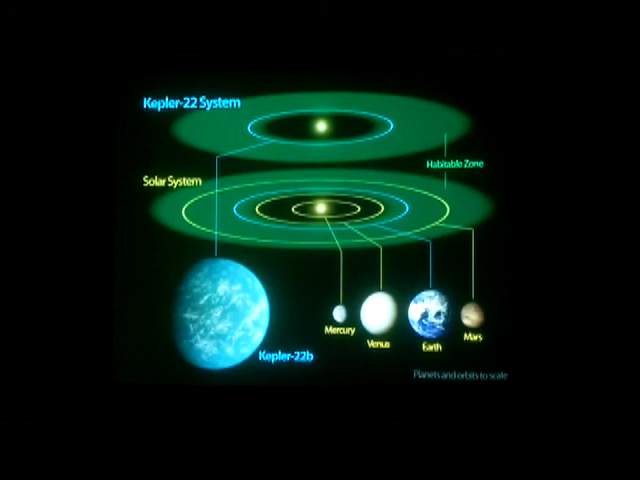 Kepler-22 System
Habitable Zone
Solar System
Mercury
Venus
Earth
Mars
Kepler-22b
Planets and orbits to scale